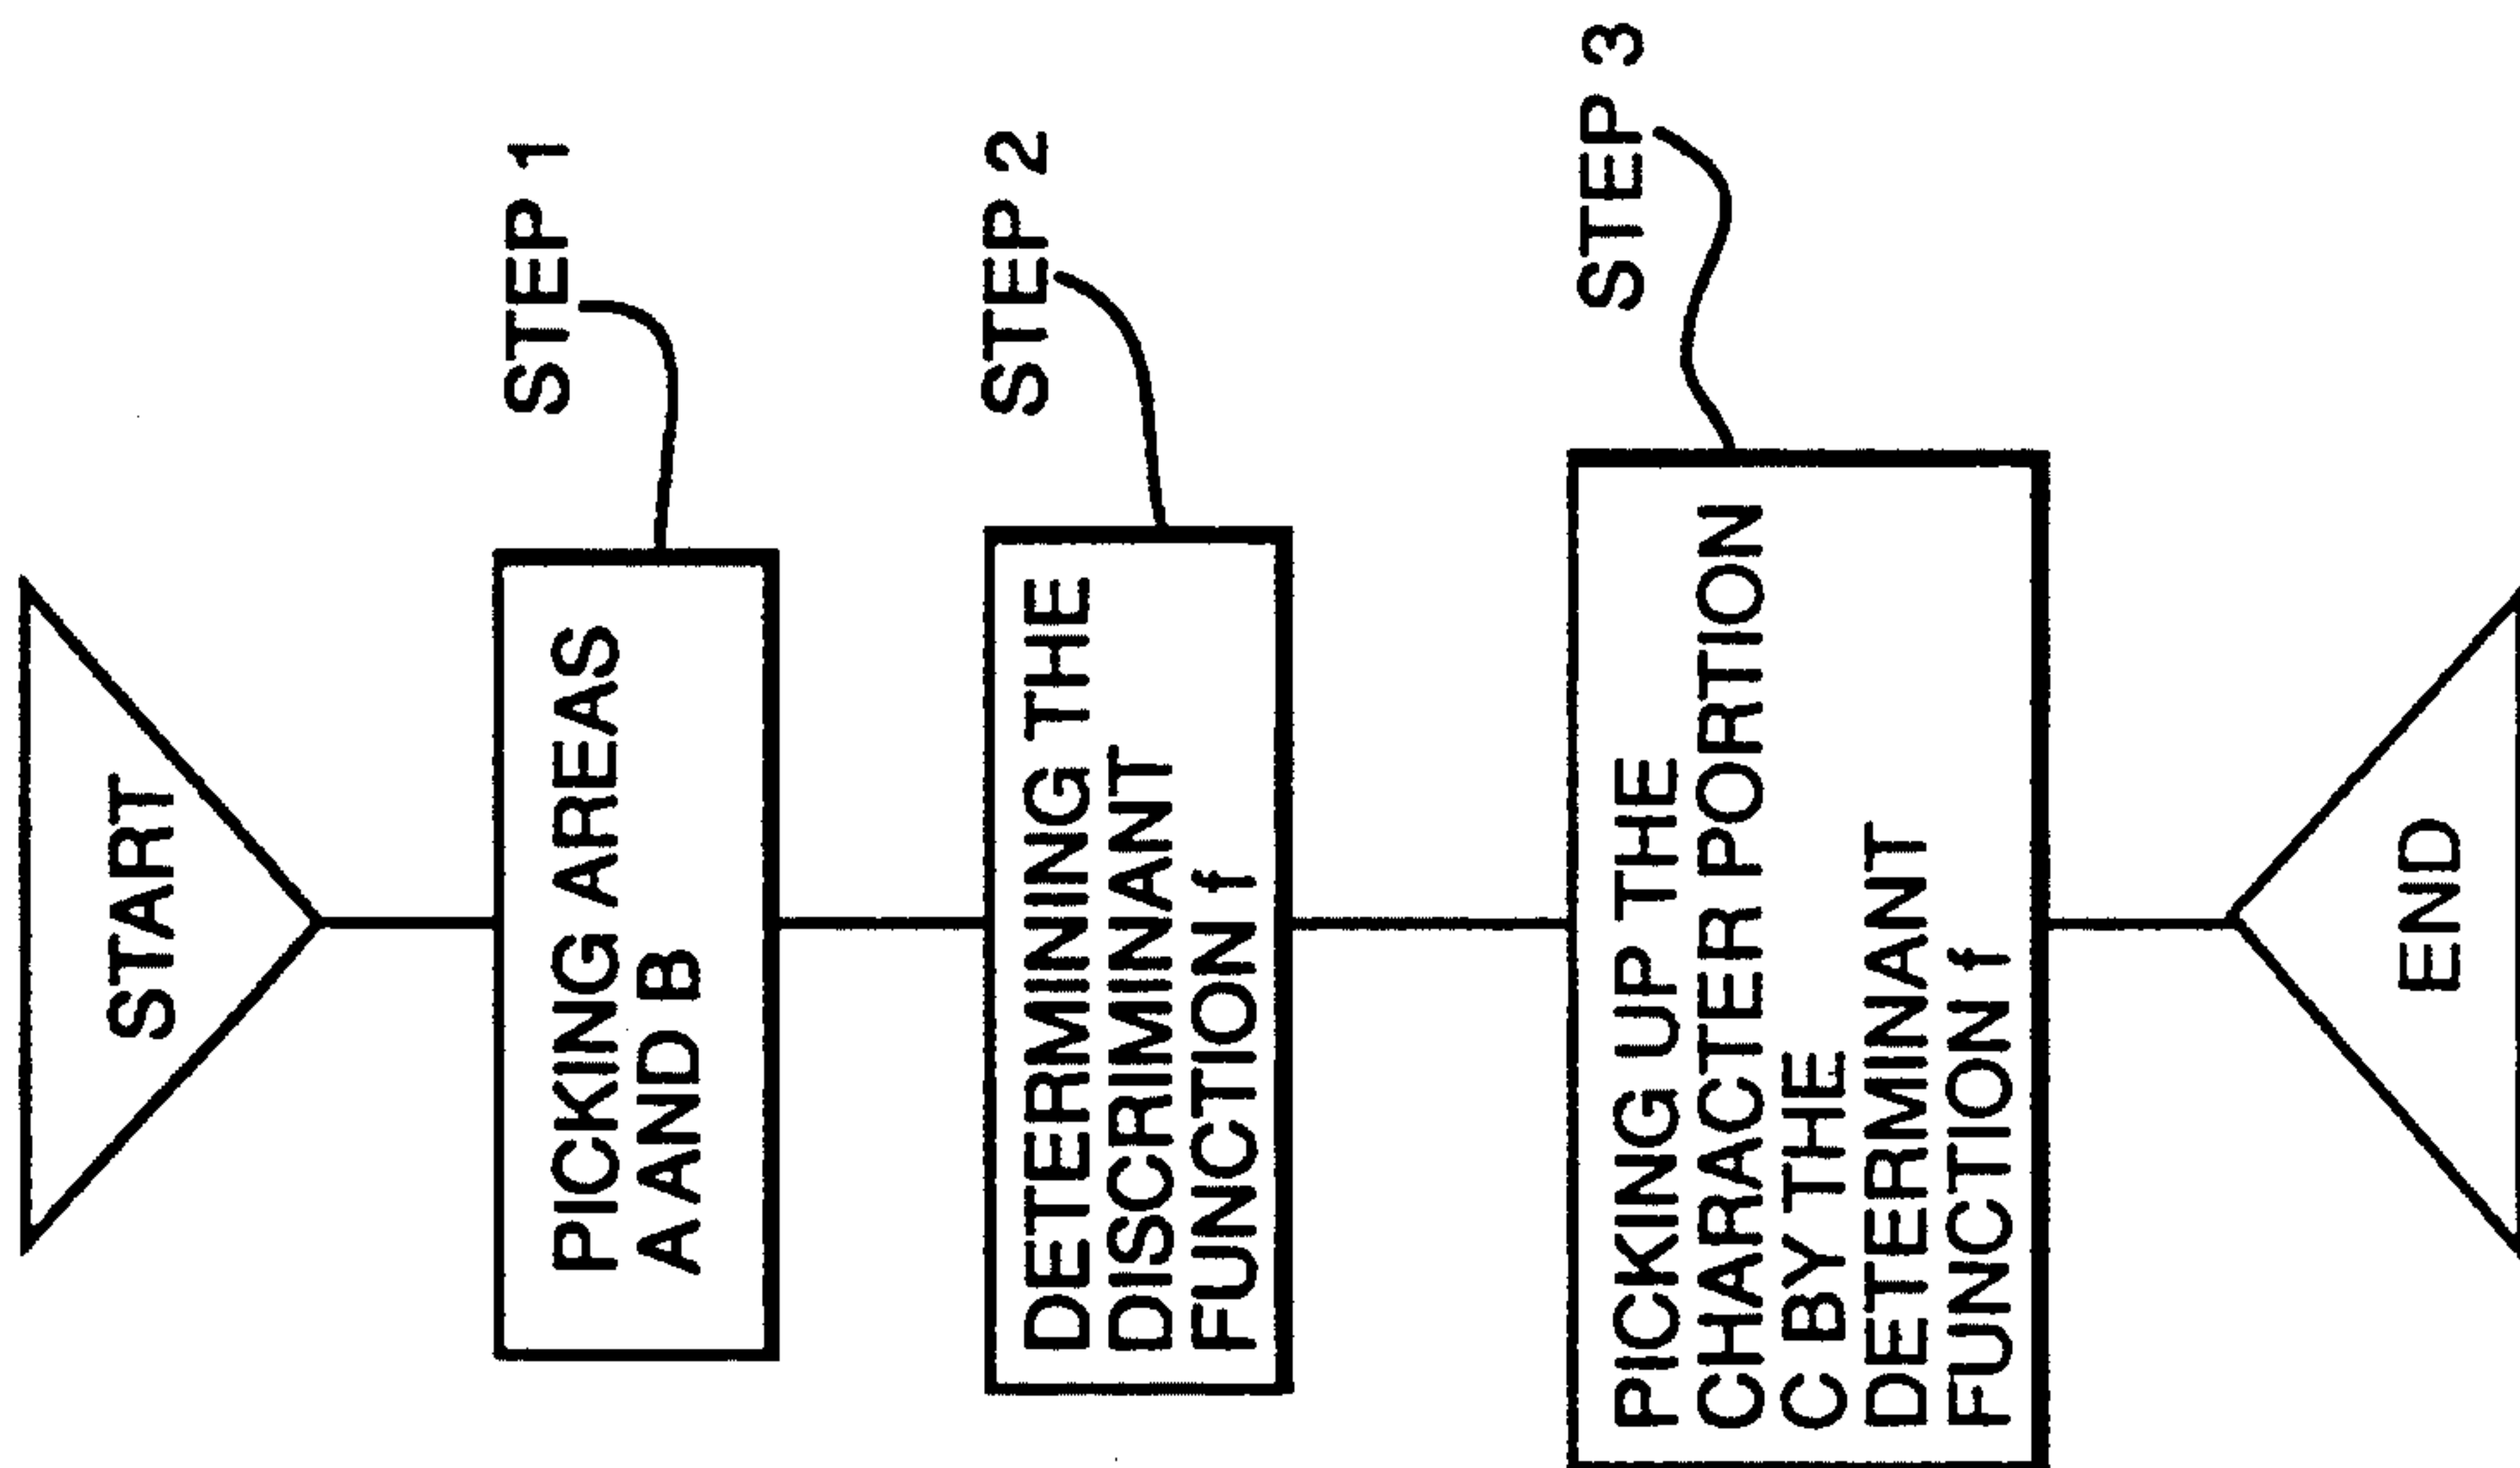 START
STEP 1
PICKING AREAS
A AND B
STEP 2
DETERMINING THE
DISCRIMINANT
FUNCTION f
STEP 3
PICKING UP THE
CHARACTER PORTION
C BY THE
DETERMINANT
FUNCTION f
END